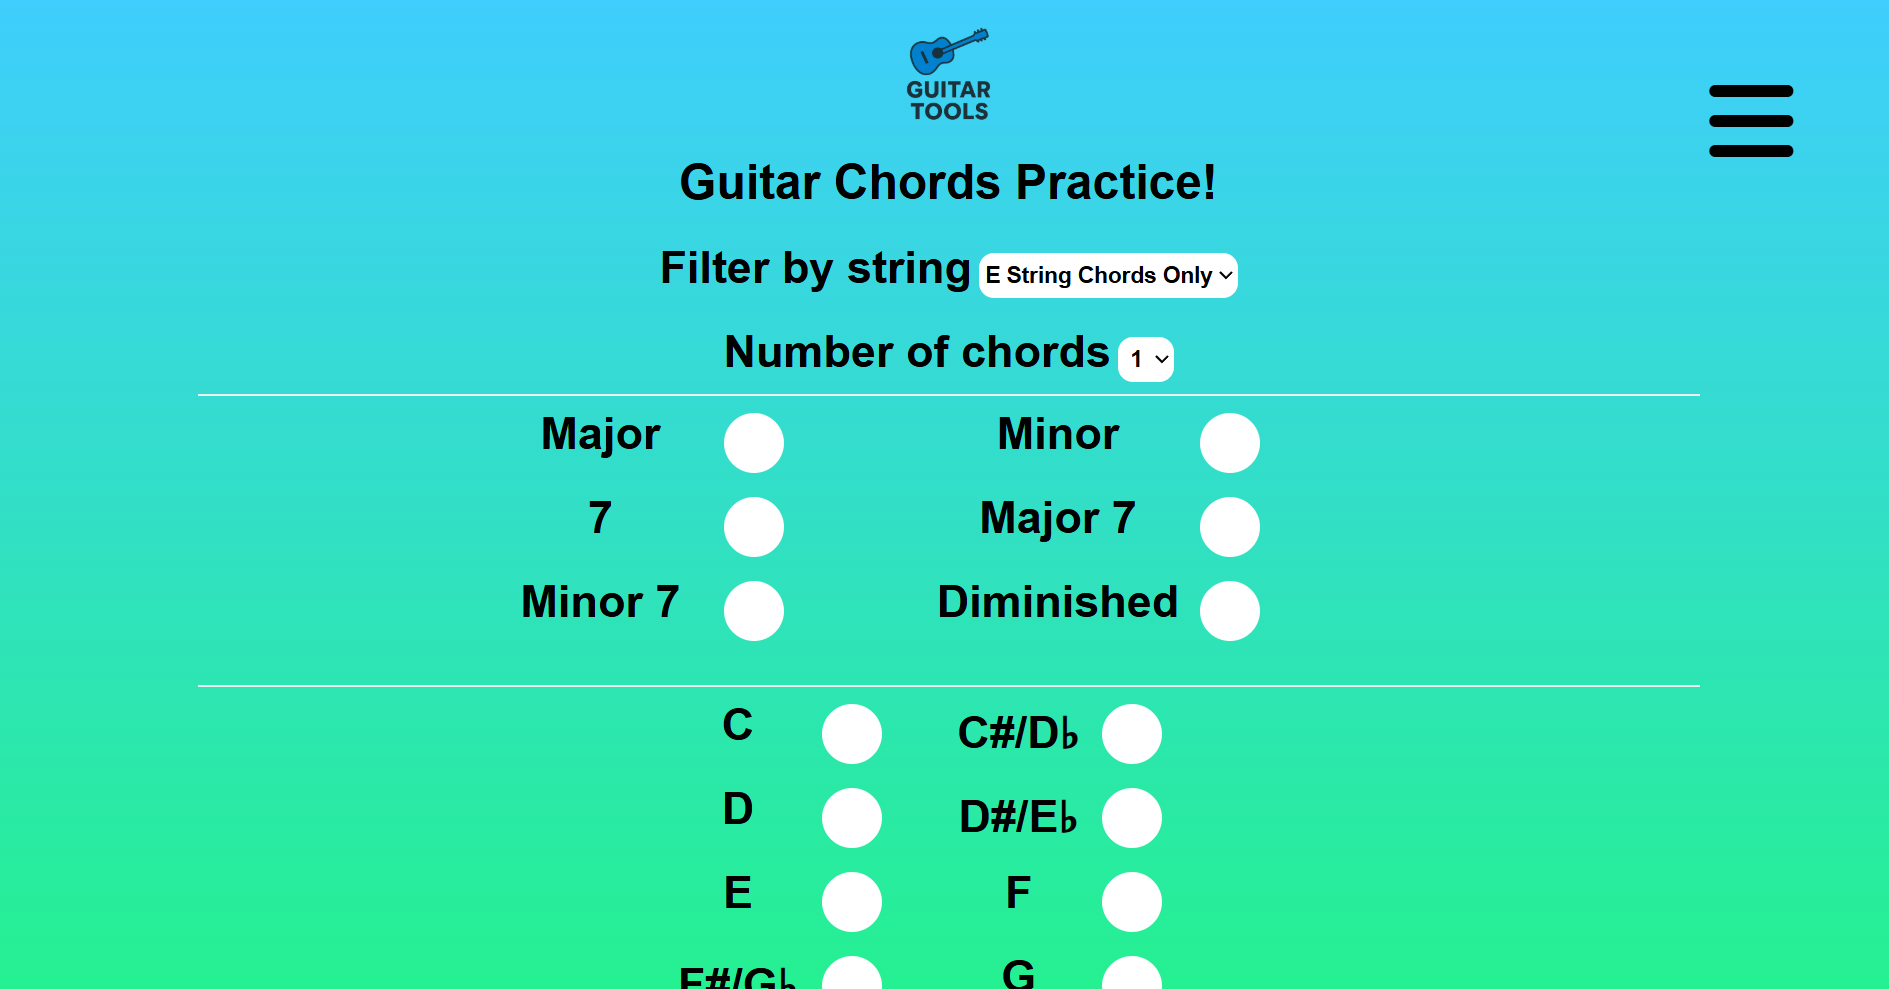 GUITAR
TOOLS
Guitar Chords Practice!
Filter by string E String Chords Only
Number of chords 1
Major Minor
7 Major 7
Minor 7 Diminished
C C#/D♭
D D#/E♭
E F
F#/G♭ G